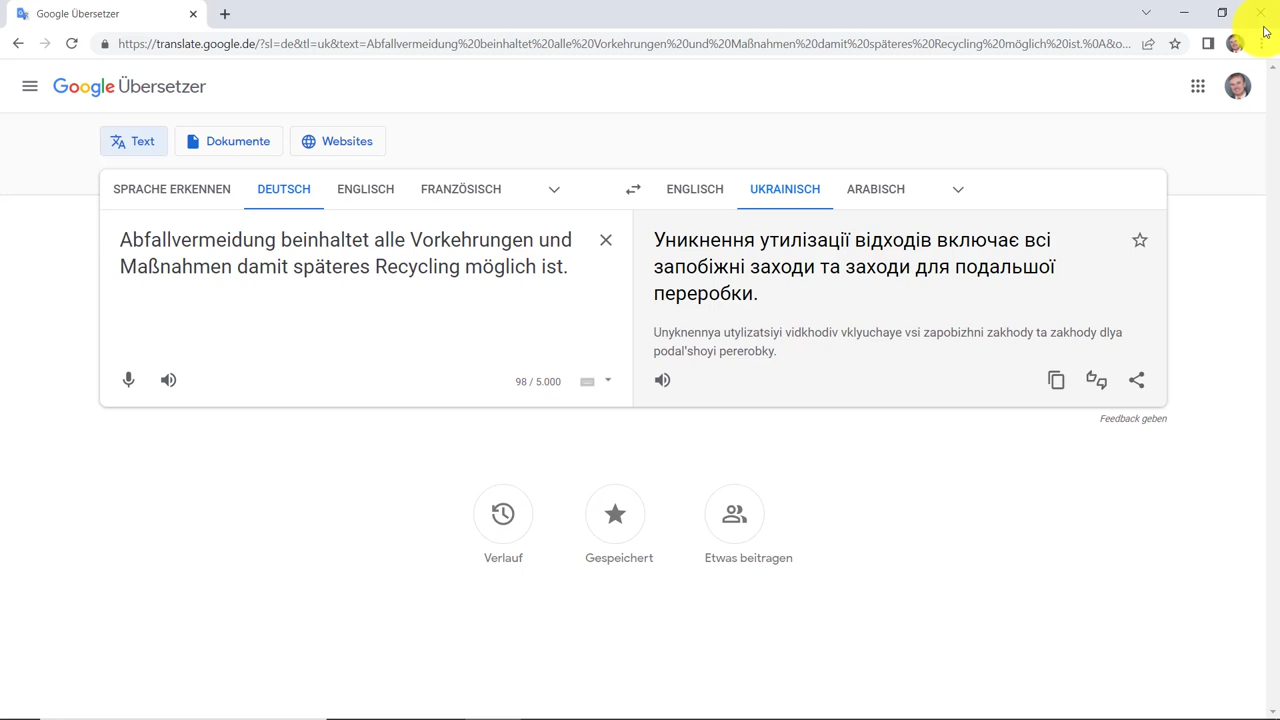 Google Übersetzer
https://translate.google.de/?sl=de&tl=uk&text=Abfallvermeidung%20beinhaltet%20alle%20Vorkehrungen%20und%20Maßnahmen%20damit%20späteres%20Recycling%20möglich%20ist.%0A&o...
Google Übersetzer
Text Dokumente Websites
SPRACHE ERKENNEN DEUTSCH ENGLISCH FRANZÖSISCH ENGLISCH UKRAINISCH ARABISCH
Abfallvermeidung beinhaltet alle Vorkehrungen und
Maßnahmen damit späteres Recycling möglich ist.
98 / 5.000
Уникнення утилізації відходів включає всі
запобіжні заходи та заходи для подальшої
переробки.
Unyknennya utylizatsiyi vidkhodiv vklyuchaye vsi zapobizhni zakhody ta zakhody dlya
podalʹshoyi pererobky.
Feedback geben
Verlauf Gespeichert Etwas beitragen